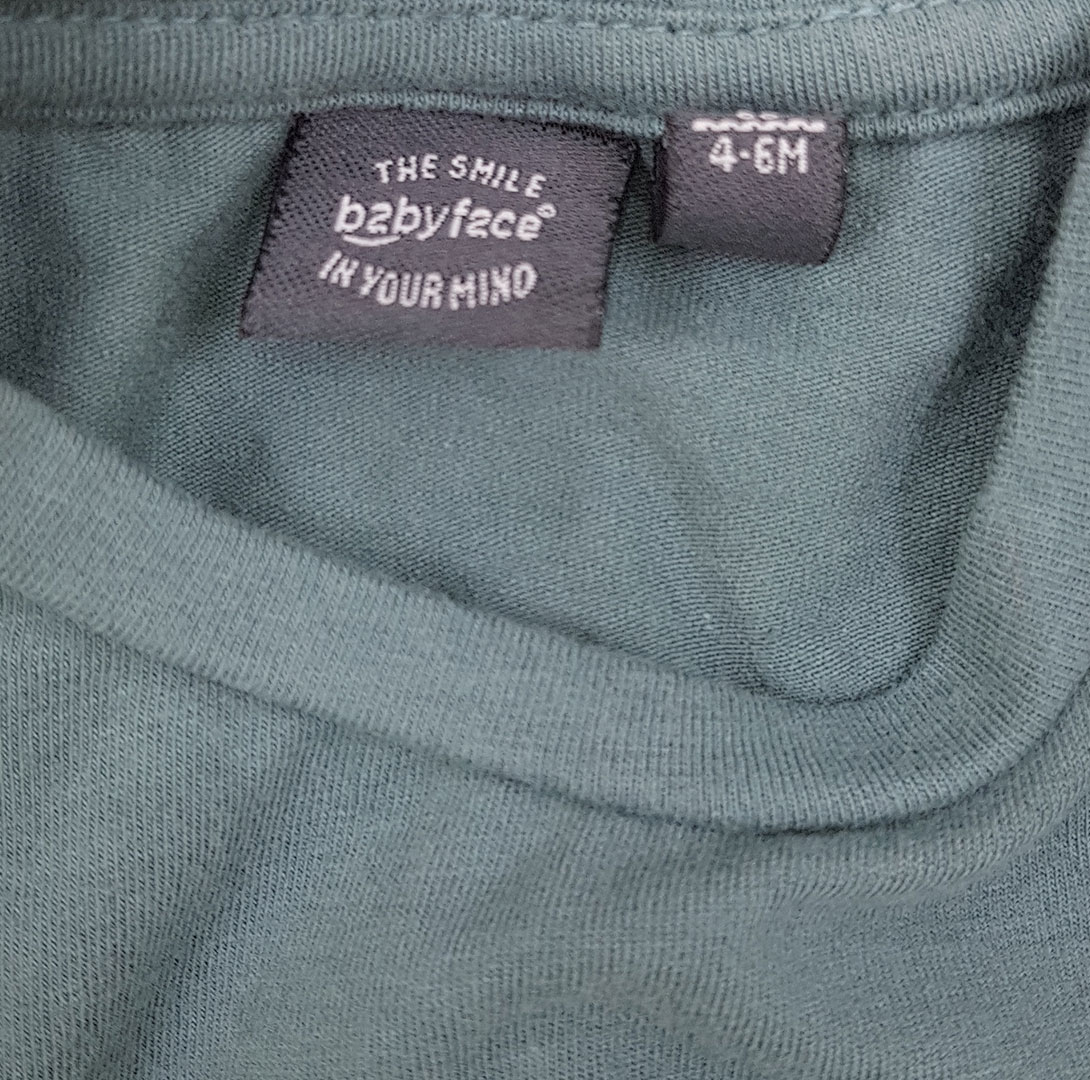 THE SMILE
babyface®
IN YOUR MIND
4-6M